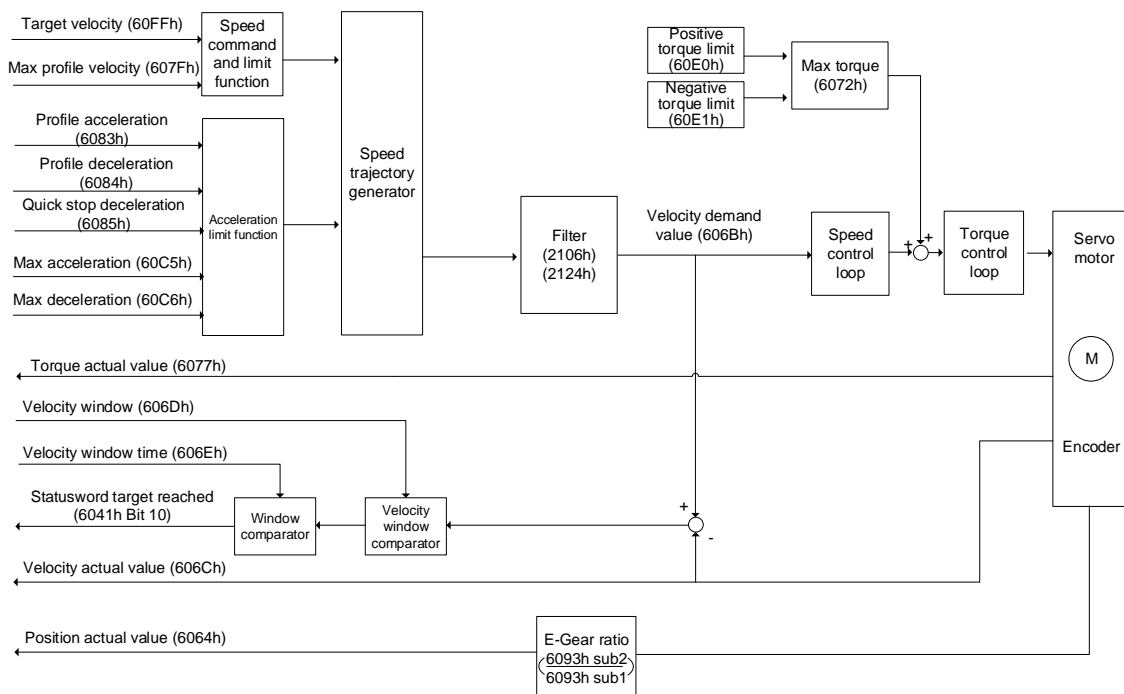 Target velocity (60FFh)
Max profile velocity (607Fh)
Speed
command
and limit
function
Profile acceleration
(6083h)
Profile deceleration
(6084h)
Quick stop deceleration
(6085h)
Max acceleration (60C5h)
Max deceleration (60C6h)
Acceleration
limit function
Speed
trajectory
generator
Filter
(2106h)
(2124h)
Velocity demand
value (606Bh)
Positive
torque limit
(60E0h)
Negative
torque limit
(60E1h)
Max torque
(6072h)
Speed
control
loop
+
+
Torque
control
loop
Servo
motor
M
Encoder
Torque actual value (6077h)
Velocity window (606Dh)
Velocity window time (606Eh)
Statusword target reached
(6041h Bit 10)
Window
comparator
Velocity
window
comparator
+
-
Velocity actual value (606Ch)
Position actual value (6064h)
E-Gear ratio
(6093h sub2
6093h sub1)